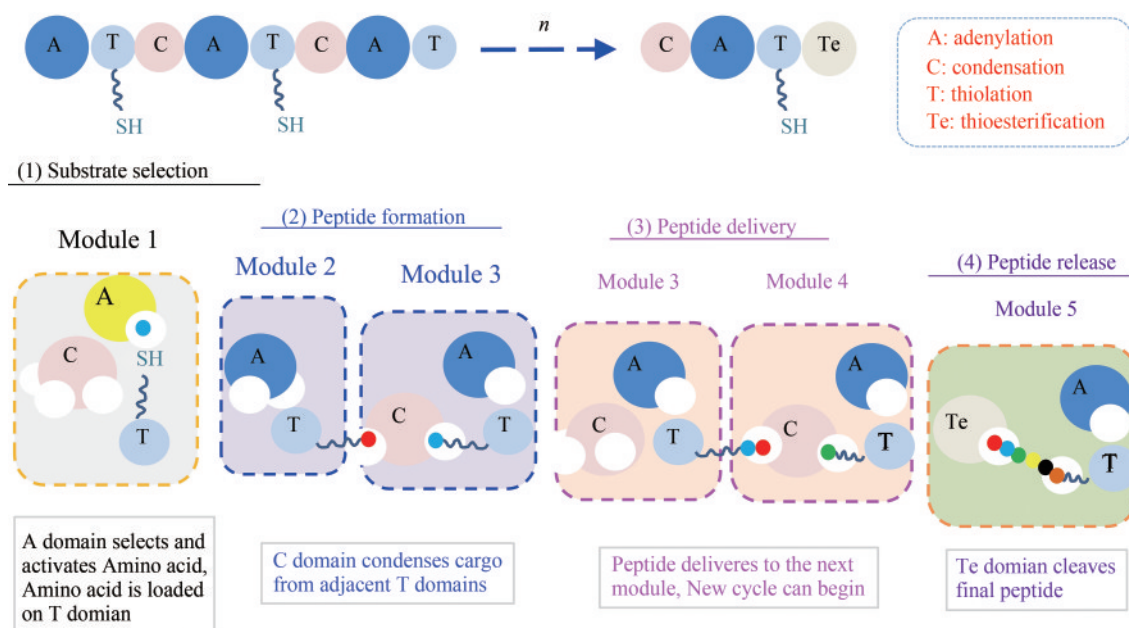 A T C A T C A T
n
C A T Te
SH
SH
SH
A: adenylation
C: condensation
T: thiolation
Te: thioesterification
(1) Substrate selection
(2) Peptide formation
(3) Peptide delivery
(4) Peptide release
Module 1
Module 2
Module 3
Module 3
Module 4
Module 5
A
SH
C
T
A
T
A
C
T
A
C
T
A
C
T
A
Te
T
A domain selects and
activates Amino acid,
Amino acid is loaded
on T domian
C domain condenses cargo
from adjacent T domains
Peptide deliveres to the next
module, New cycle can begin
Te domian cleaves
final peptide